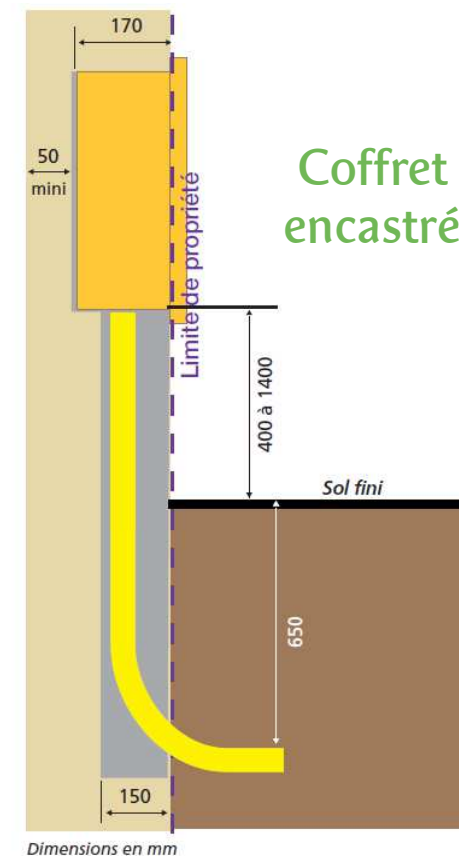 170
50
mini
Coffret
encastré
Limite de propriété
400 à 1400
Sol fini
650
150
Dimensions en mm